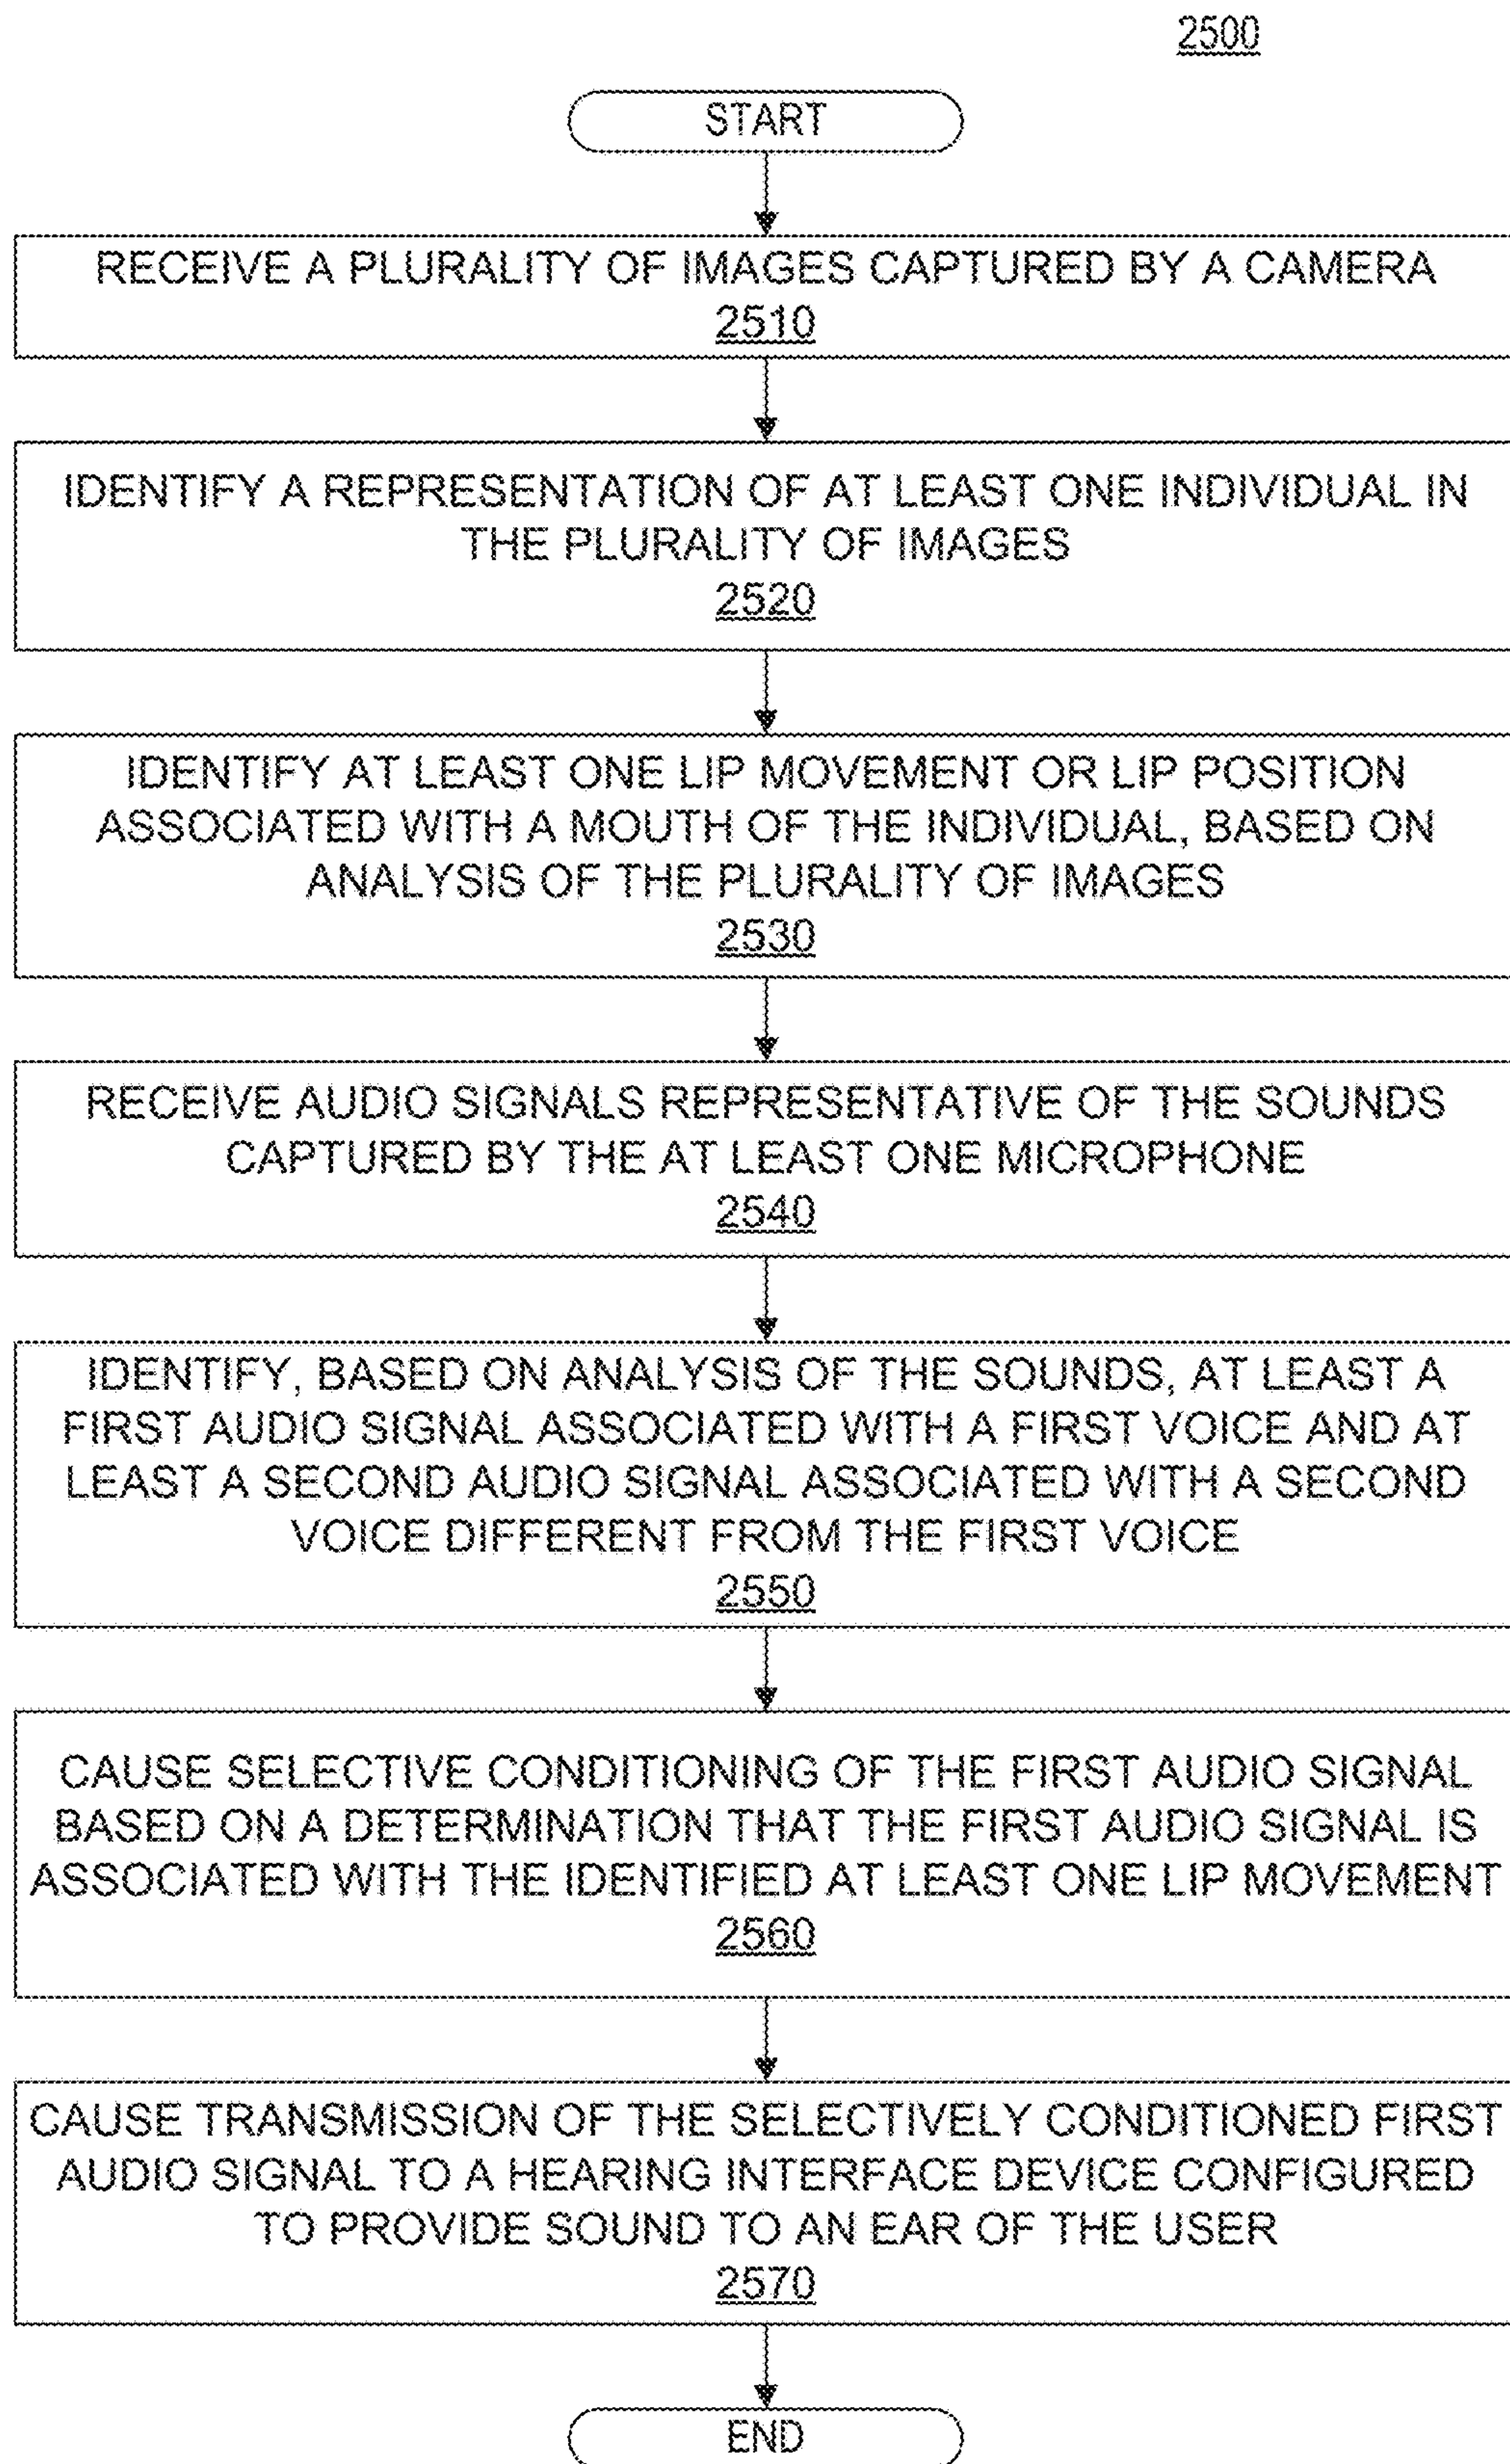 2500
START
RECEIVE A PLURALITY OF IMAGES CAPTURED BY A CAMERA
2510
IDENTIFY A REPRESENTATION OF AT LEAST ONE INDIVIDUAL IN
THE PLURALITY OF IMAGES
2520
IDENTIFY AT LEAST ONE LIP MOVEMENT OR LIP POSITION
ASSOCIATED WITH A MOUTH OF THE INDIVIDUAL, BASED ON
ANALYSIS OF THE PLURALITY OF IMAGES
2530
RECEIVE AUDIO SIGNALS REPRESENTATIVE OF THE SOUNDS
CAPTURED BY THE AT LEAST ONE MICROPHONE
2540
IDENTIFY, BASED ON ANALYSIS OF THE SOUNDS, AT LEAST A
FIRST AUDIO SIGNAL ASSOCIATED WITH A FIRST VOICE AND AT
LEAST A SECOND AUDIO SIGNAL ASSOCIATED WITH A SECOND
VOICE DIFFERENT FROM THE FIRST VOICE
2550
CAUSE SELECTIVE CONDITIONING OF THE FIRST AUDIO SIGNAL
BASED ON A DETERMINATION THAT THE FIRST AUDIO SIGNAL IS
ASSOCIATED WITH THE IDENTIFIED AT LEAST ONE LIP MOVEMENT
2560
CAUSE TRANSMISSION OF THE SELECTIVELY CONDITIONED FIRST
AUDIO SIGNAL TO A HEARING INTERFACE DEVICE CONFIGURED
TO PROVIDE SOUND TO AN EAR OF THE USER
2570
END